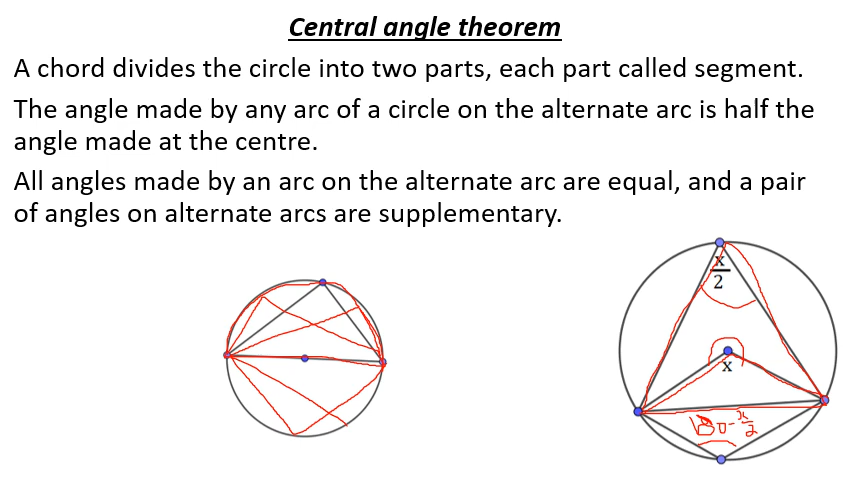 Central angle theorem
A chord divides the circle into two parts, each part called segment.
The angle made by any arc of a circle on the alternate arc is half the
angle made at the centre.
All angles made by an arc on the alternate arc are equal, and a pair
of angles on alternate arcs are supplementary.
x
2
x
180-x/2